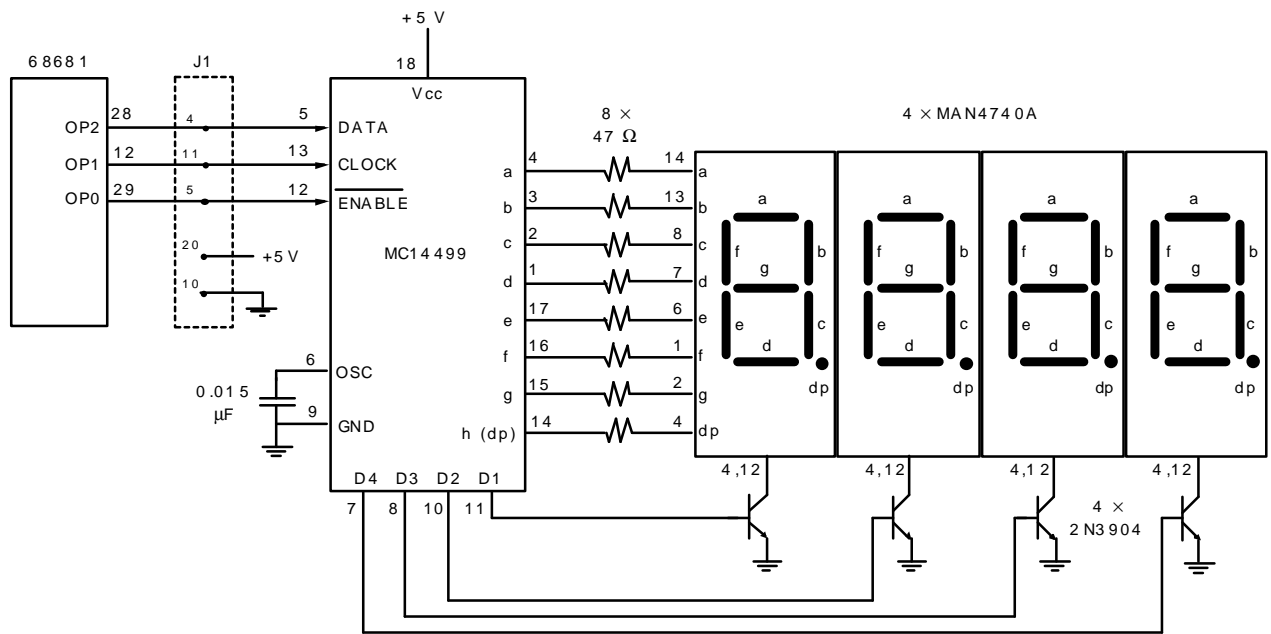 +5 V
68681
J1
18
Vcc
8 ×
47 Ω
4 × MAN4740A
OP2
28
4
5
DATA
OP1
12
11
13
CLOCK
OP0
29
5
12
ENABLE
MC14499
20
+5 V
10
a
4
14
a
b
3
13
b
c
2
8
c
d
1
7
d
e
17
6
e
f
16
1
f
g
15
2
g
h (dp)
14
4
dp
6
OSC
0.015
µF
9
GND
a
f
b
g
e
c
d
dp
a
f
b
g
e
c
d
dp
a
f
b
g
e
c
d
dp
a
f
b
g
e
c
d
dp
D4
D3
D2
D1
7
8
10
11
4,12
4,12
4,12
4,12
4 ×
2N3904